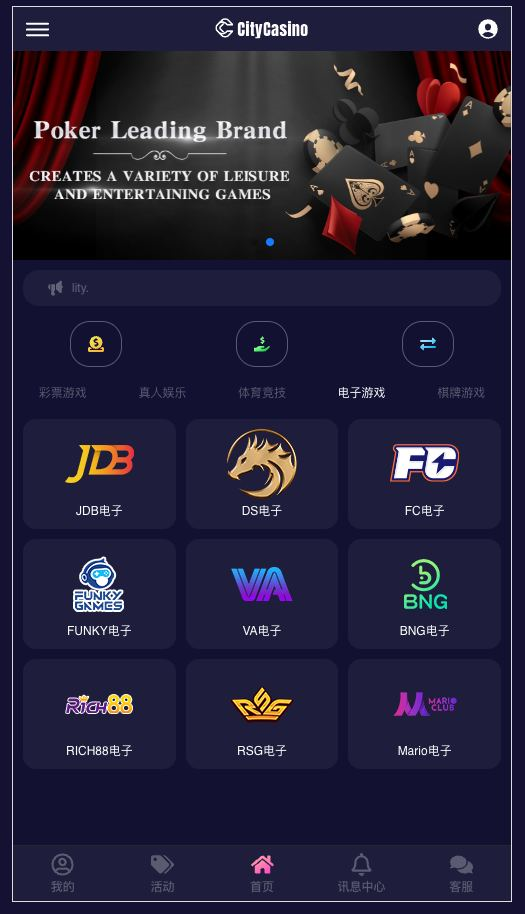 CityCasino
Poker Leading Brand
CREATES A VARIETY OF LEISURE
AND ENTERTAINING GAMES
lity.
彩票游戏 真人娱乐 体育竞技 电子游戏 棋牌游戏
JDB FC
JDB电子 DS电子 FC电子
FUNKY GAMES VA BNG
FUNKY电子 VA电子 BNG电子
RICH88 RSG MARIO CLUB
RICH88电子 RSG电子 Mario电子
我的 活动 首页 讯息中心 客服